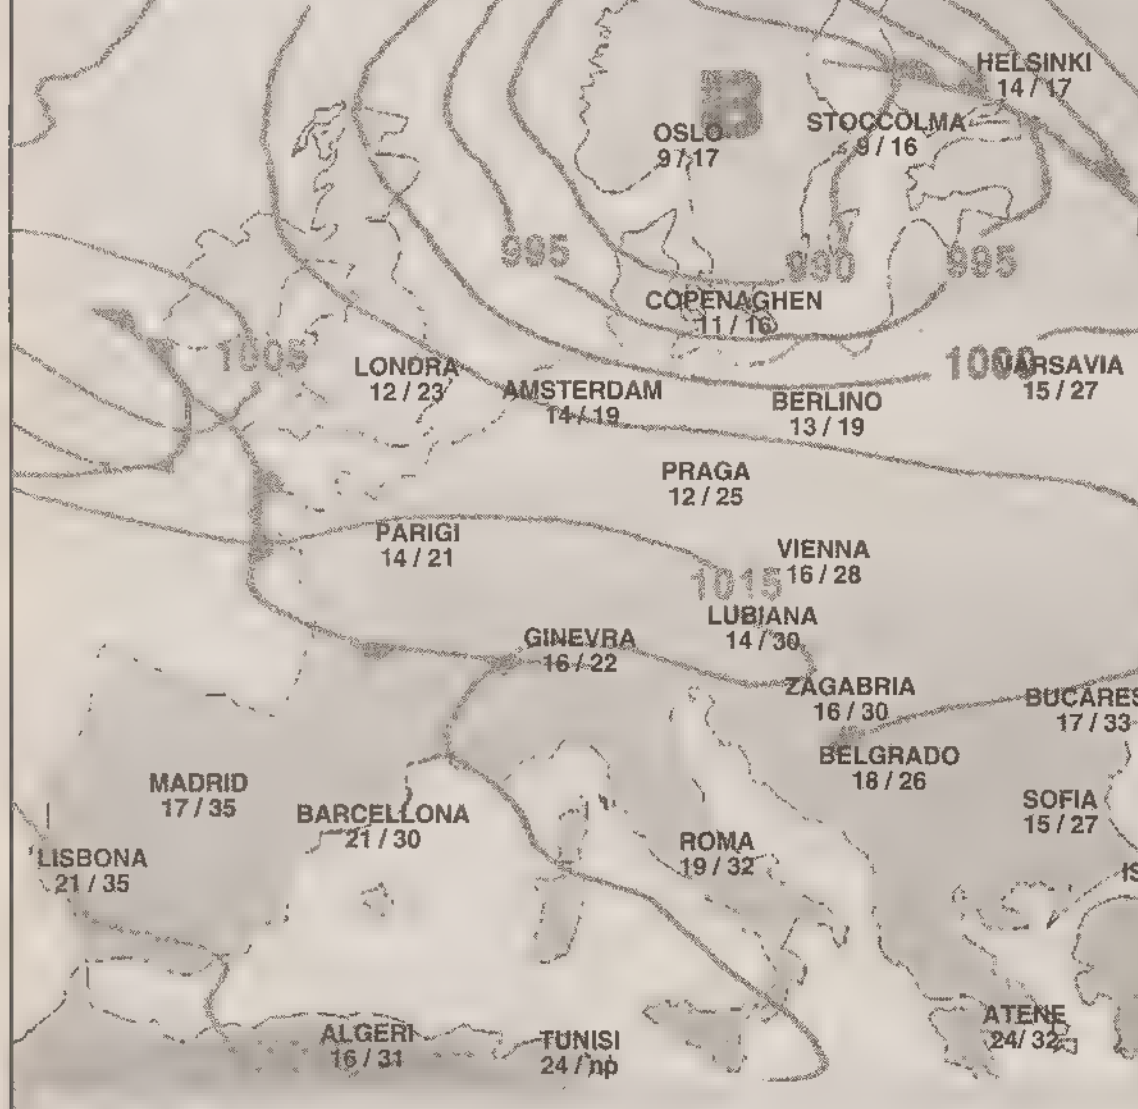 HELSINKI
14 / 17
B
OSLO
9 / 17
STOCCOLMA
9 / 16
995
990
995
COPENAGHEN
11 / 16
1005
LONDRA
12 / 23
AMSTERDAM
14 / 19
BERLINO
13 / 19
1000
VARSAVIA
15 / 27
PRAGA
12 / 25
PARIGI
14 / 21
VIENNA
16 / 28
1015
LUBIANA
14 / 30
GINEVRA
16 / 22
ZAGABRIA
16 / 30
BUCARES
17 / 33
BELGRADO
18 / 26
MADRID
17 / 35
BARCELLONA
21 / 30
SOFIA
15 / 27
ROMA
19 / 32
LISBONA
21 / 35
IS
ATENE
24 / 32
ALGERI
16 / 31
TUNISI
24 / np